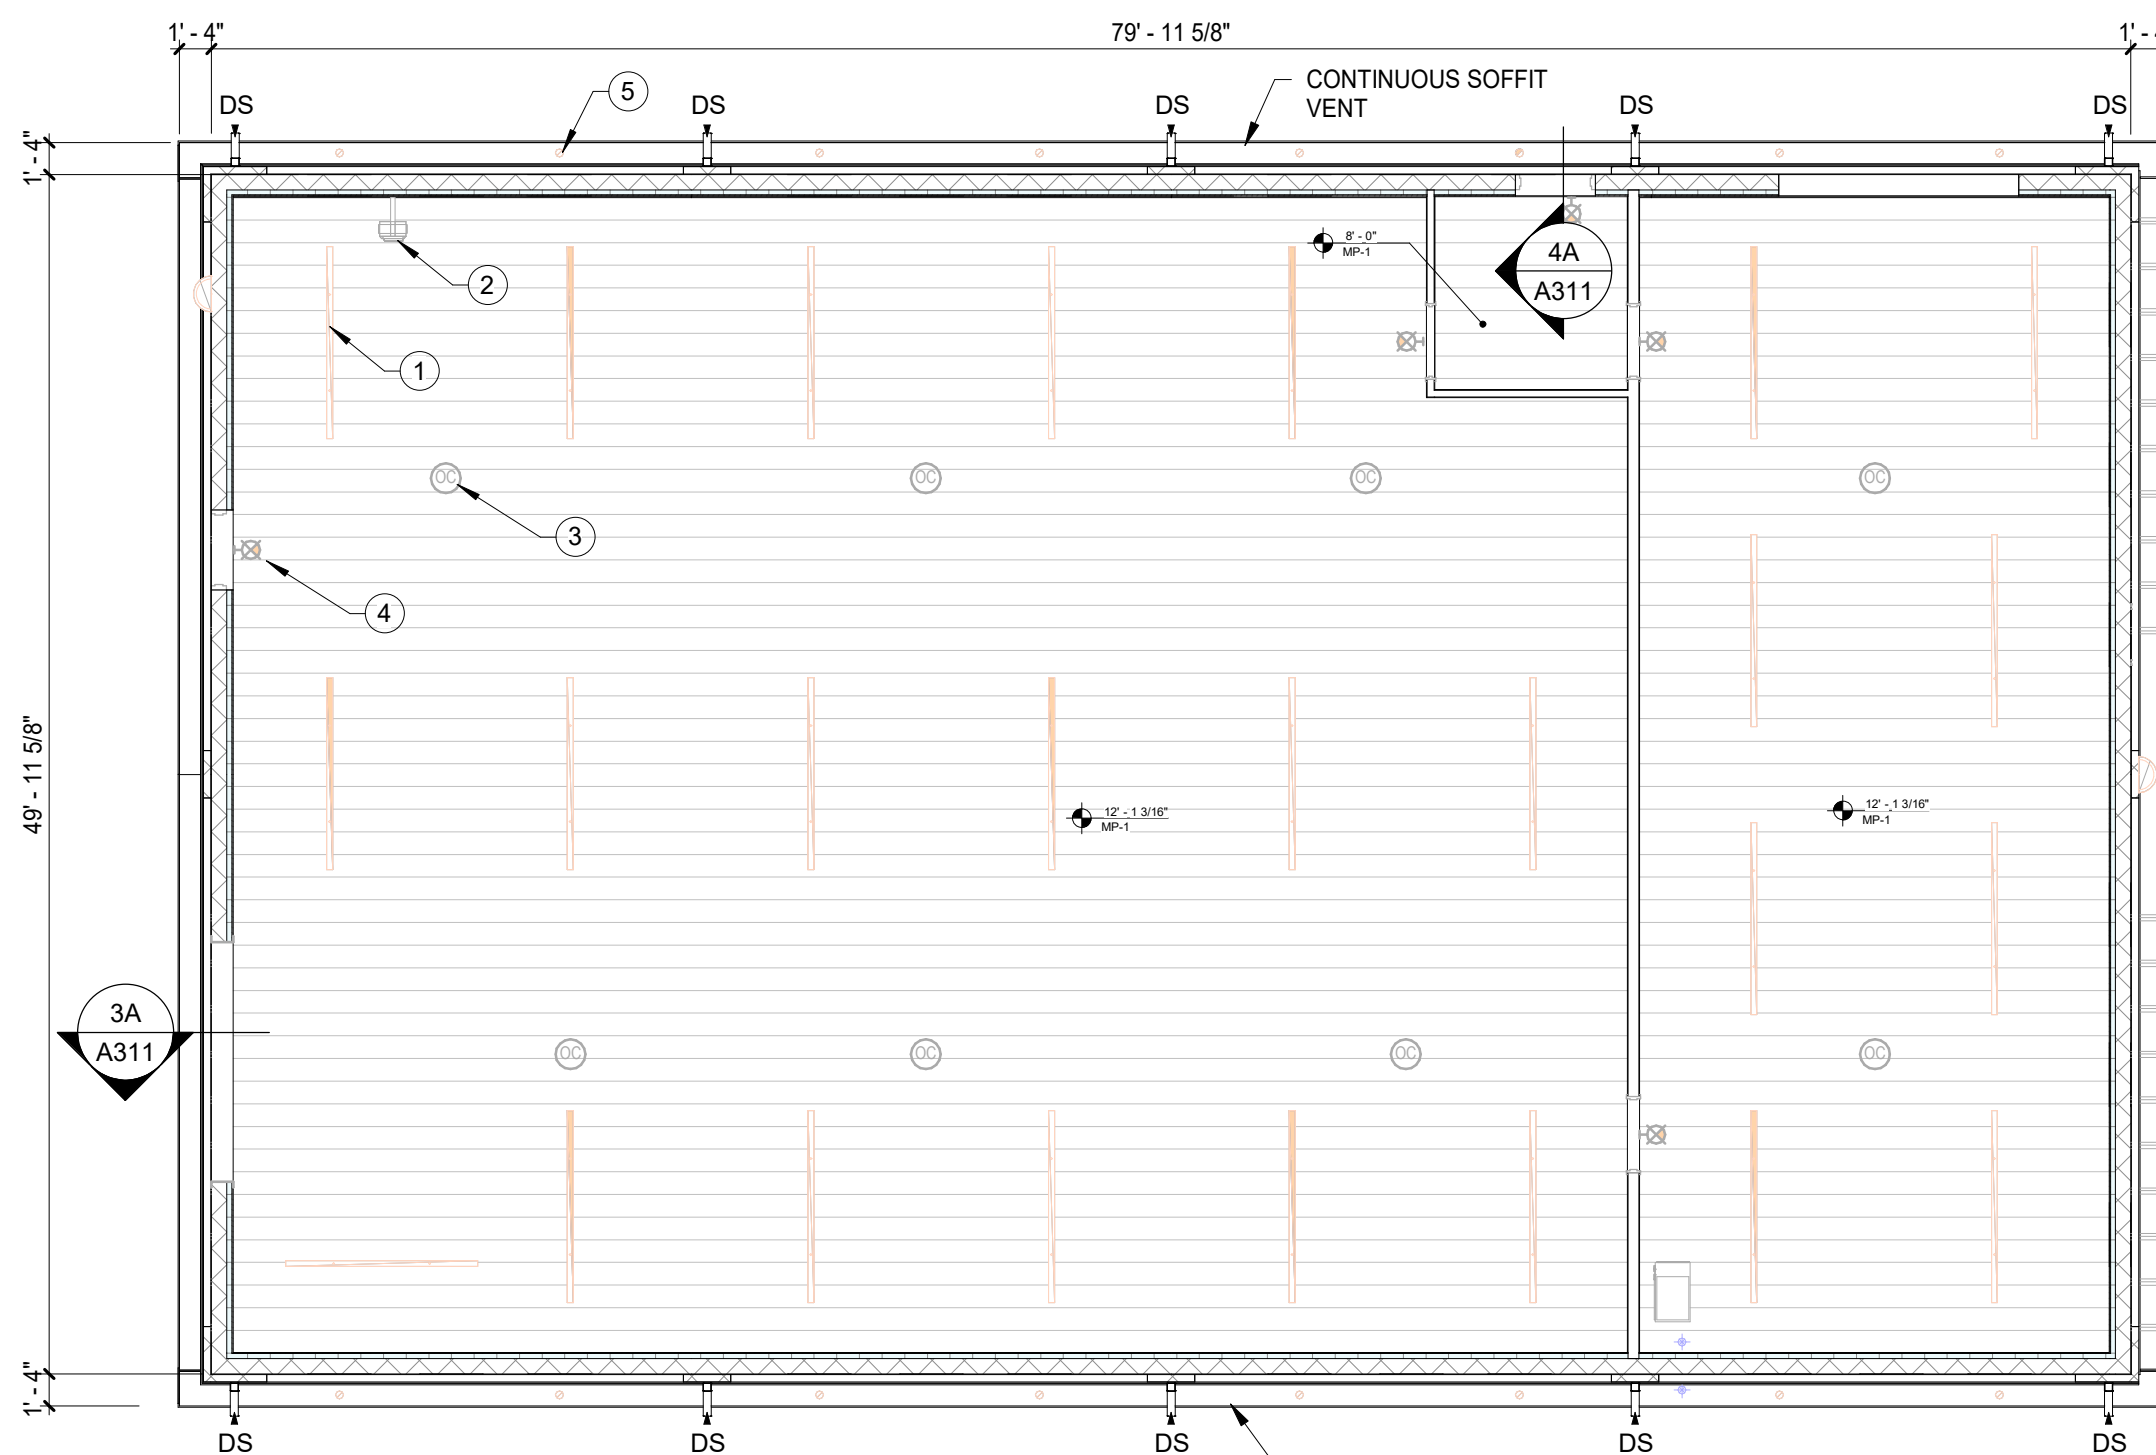 1' - 4"
79' - 11 5/8"
1' -
5
CONTINUOUS SOFFIT
VENT
DS
DS
DS
DS
DS
1' - 4"
8' - 0"
MP-1
4A
A311
2
1
OC
OC
OC
OC
3
4
49' - 11 5/8"
12' - 1 3/16"
MP-1
12' - 1 3/16"
MP-1
3A
A311
OC
OC
OC
OC
1' - 4"
DS
DS
DS
DS
DS